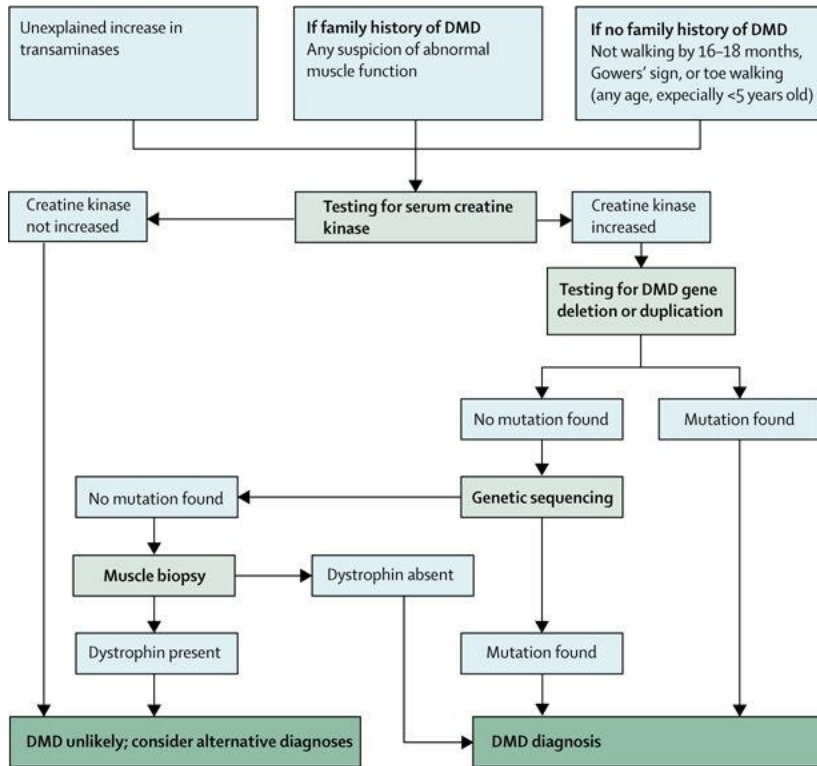 Unexplained increase in
transaminases
If family history of DMD
Any suspicion of abnormal
muscle function
If no family history of DMD
Not walking by 16–18 months,
Gowers’ sign, or toe walking
(any age, expecially <5 years old)
Creatine kinase
not increased
Testing for serum creatine
kinase
Creatine kinase
increased
Testing for DMD gene
deletion or duplication
No mutation found
Mutation found
No mutation found
Genetic sequencing
Muscle biopsy
Dystrophin absent
Dystrophin present
Mutation found
DMD unlikely; consider alternative diagnoses
DMD diagnosis